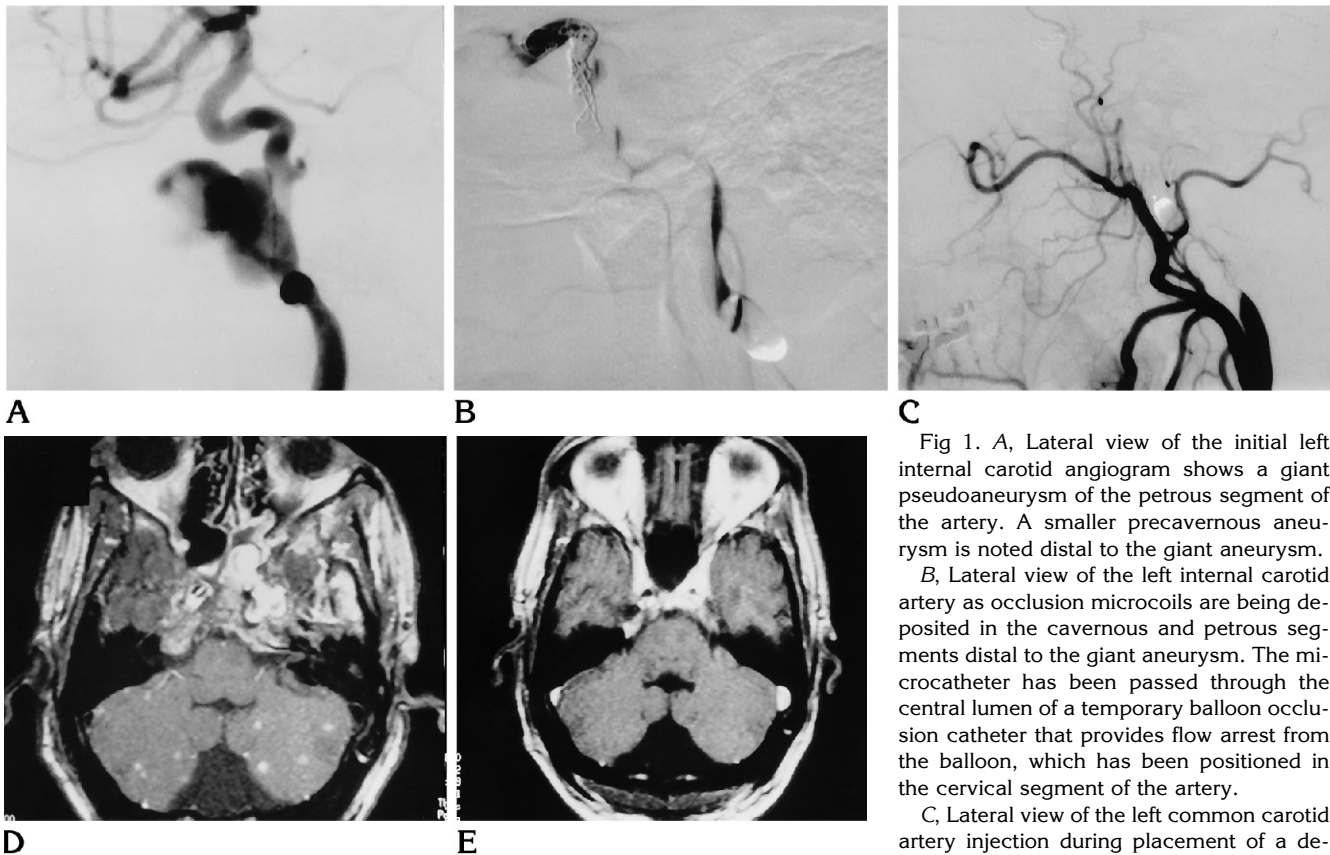 A
B
C
D
E
Fig 1. A, Lateral view of the initial left
internal carotid angiogram shows a giant
pseudoaneurysm of the petrous segment of
the artery. A smaller precavernous aneu-
rysm is noted distal to the giant aneurysm.
B, Lateral view of the left internal carotid
artery as occlusion microcoils are being de-
posited in the cavernous and petrous seg-
ments distal to the giant aneurysm. The mi-
crocatheter has been passed through the
central lumen of a temporary balloon occlu-
sion catheter that provides flow arrest from
the balloon, which has been positioned in
the cervical segment of the artery.
C, Lateral view of the left common carotid
artery injection during placement of a de-